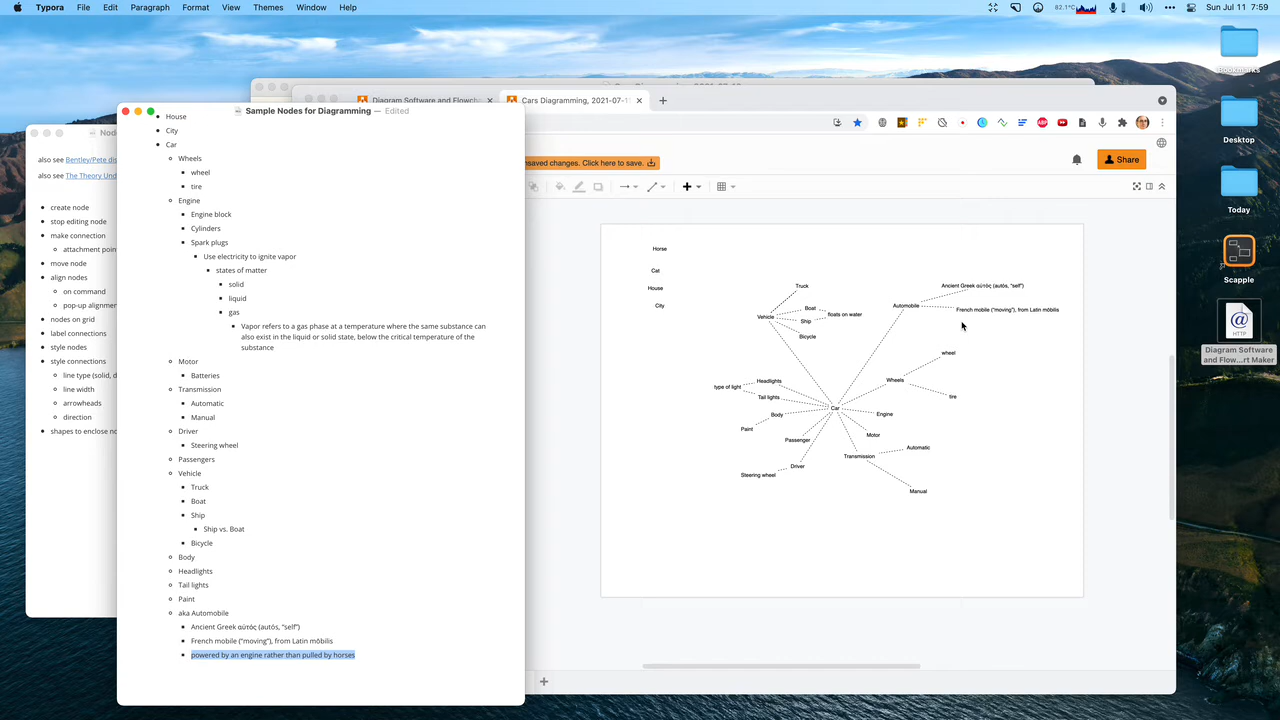 Typora File Edit Paragraph Format View Themes Window Help
82.1°C
Sun Jul 11 7:59
Bookmarks
Desktop
Today
Scapple
HTTP
Diagram Software
and Flow...rt Maker
Cars Diagramming, 2021-07-1
Sample Nodes for Diagramming — Edited
nsaved changes. Click here to save.
Share
also see Bentley/Pete dis
also see The Theory Und
create node
stop editing node
make connection
attachment poin
move node
align nodes
on command
pop-up alignmen
nodes on grid
label connections
style nodes
style connections
line type (solid, d
line width
arrowheads
direction
shapes to enclose no
House
City
Car
Wheels
wheel
tire
Engine
Engine block
Cylinders
Spark plugs
Use electricity to ignite vapor
states of matter
solid
liquid
gas
Vapor refers to a gas phase at a temperature where the same substance can
also exist in the liquid or solid state, below the critical temperature of the
substance
Motor
Batteries
Transmission
Automatic
Manual
Driver
Steering wheel
Passengers
Vehicle
Truck
Boat
Ship
Ship vs. Boat
Bicycle
Body
Headlights
Tail lights
Paint
aka Automobile
Ancient Greek αὐτός (autós, “self”)
French mobile (“moving”), from Latin mōbilis
powered by an engine rather than pulled by horses
Horse
Cat
House
City
Truck
Vehicle
Boat
Ship
floats on water
Bicycle
Automobile
Ancient Greek αὐτός (autós, “self”)
French mobile (“moving”), from Latin mōbilis
wheel
Wheels
tire
type of light
Headlights
Tail lights
Car
Body
Paint
Engine
Motor
Passenger
Transmission
Automatic
Manual
Driver
Steering wheel